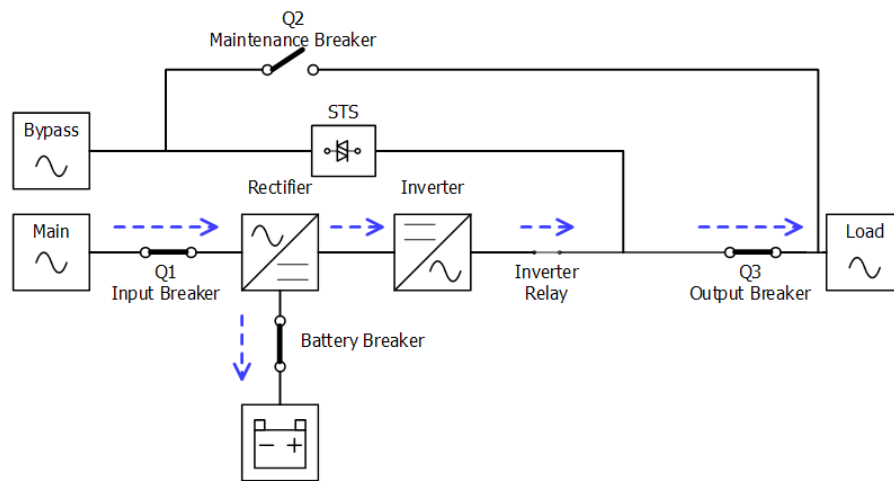 Q2
Maintenance Breaker
STS
Bypass
Rectifier
Inverter
Main
Load
Q1
Input Breaker
Inverter
Relay
Q3
Output Breaker
Battery Breaker
− +